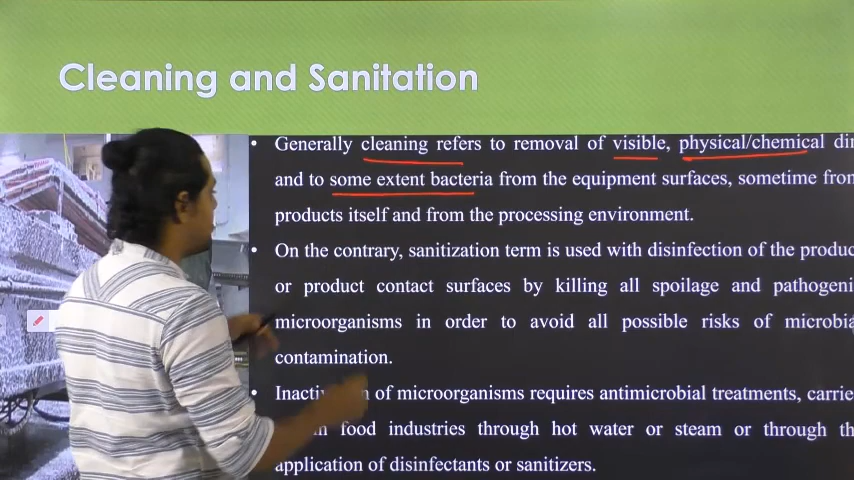 Cleaning and Sanitation
• Generally cleaning refers to removal of visible, physical/chemical
and to some extent bacteria from the equipment surfaces, sometime
products itself and from the processing environment.
• On the contrary, sanitization term is used with disinfection of the
or product contact surfaces by killing all spoilage and
microorganisms in order to avoid all possible risks of
contamination.
• of microorganisms requires antimicrobial treatments,
food industries through hot water or steam or through
application of disinfectants or sanitizers.